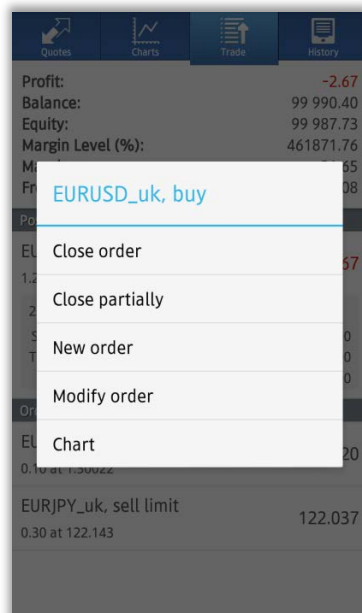 Quotes
Charts
Trade
History
Profit: -2.67
Balance: 99 990.40
Equity: 99 987.73
Margin Level (%): 461871.76
EURUSD_uk, buy
Close order
Close partially
New order
Modify order
Chart
0.10 at 1.30022
EURJPY_uk, sell limit 122.037
0.30 at 122.143